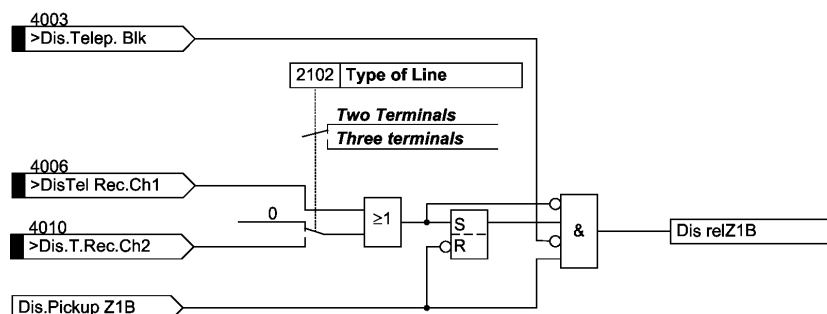 4003
>Dis.Telep. Blk
2102 Type of Line
Two Terminals
Three terminals
4006
>DisTel Rec.Ch1
0
4010
>Dis.T.Rec.Ch2
≥1
S
R
&
Dis relZ1B
Dis.Pickup Z1B